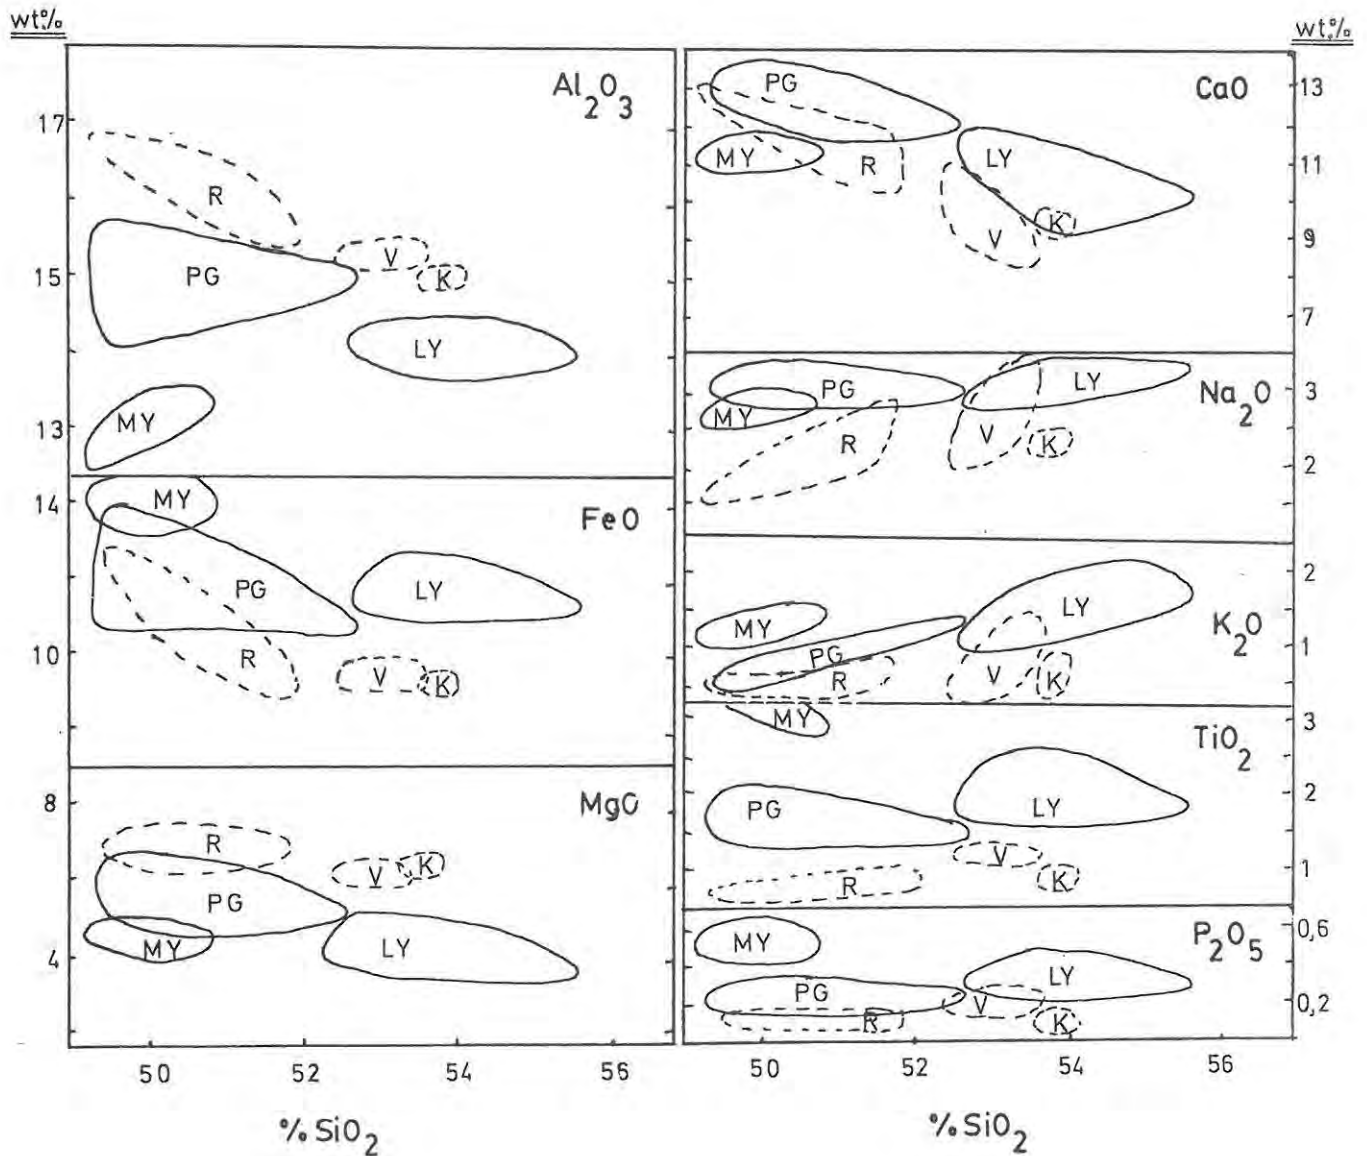 wt.%
Al2O3
17
R
V
K
PG
15
LY
13
MY
14
MY
FeO
PG
LY
10
R
V
K
8
MgO
R
V
K
PG
4
MY
LY
50
52
54
56
% SiO2
wt.%
PG
CaO
13
MY
R
LY
11
K
V
9
7
PG
LY
Na2O
3
MY
R
V
K
2
2
MY
LY
K2O
PG
1
R
V
K
MY
3
TiO2
PG
LY
2
V
R
K
1
MY
P2O5
0,6
LY
PG
V
0,2
R
K
50
52
54
56
% SiO2